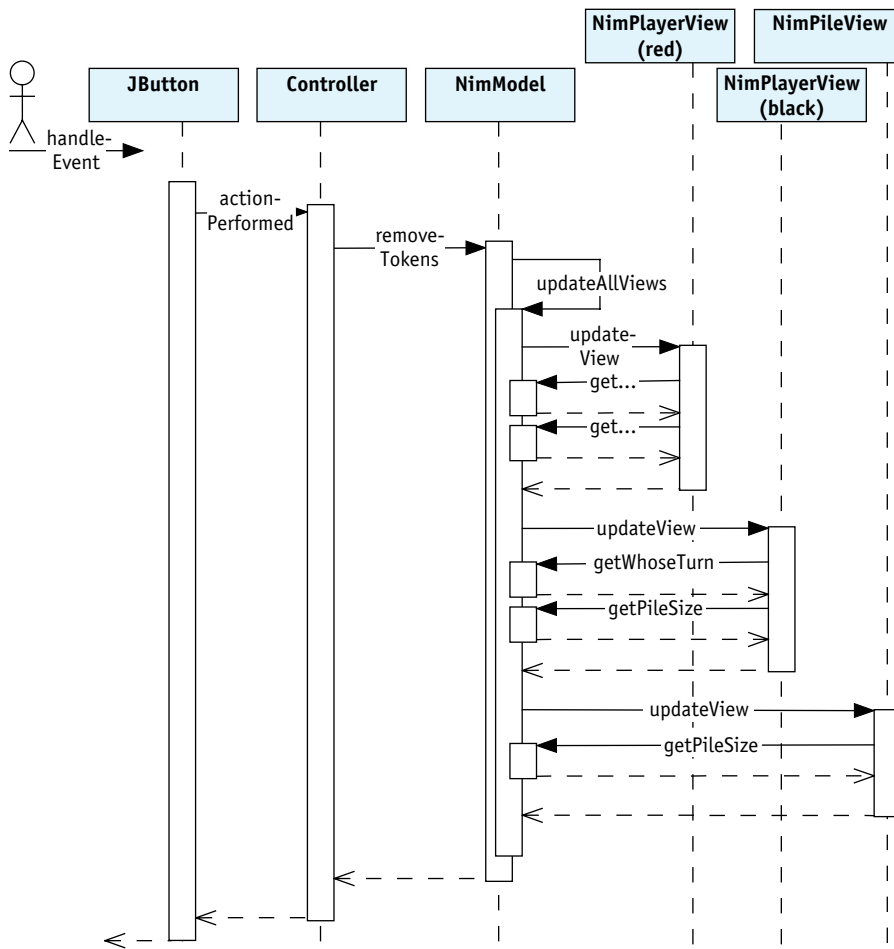 NimPlayerView
(red)
NimPileView
JButton
Controller
NimModel
NimPlayerView
(black)
handle-
Event
action-
Performed
remove-
Tokens
updateAllViews
update-
View
get...
get...
updateView
getWhoseTurn
getPileSize
updateView
getPileSize